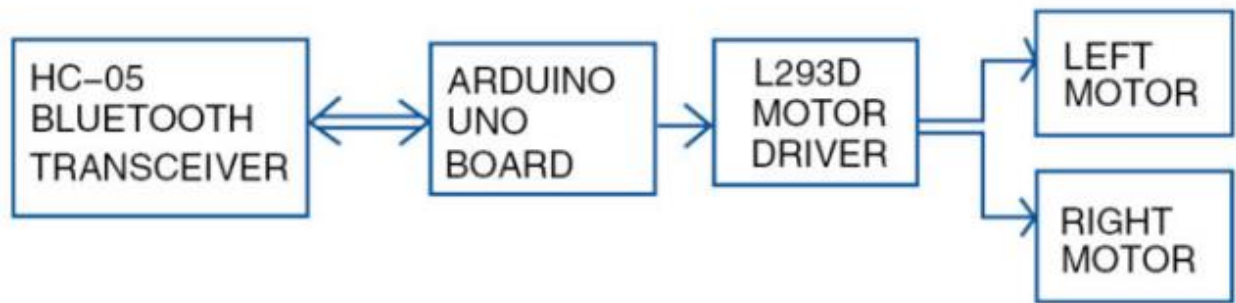 HC-05
BLUETOOTH
TRANSCEIVER
ARDUINO
UNO
BOARD
L293D
MOTOR
DRIVER
LEFT
MOTOR
RIGHT
MOTOR